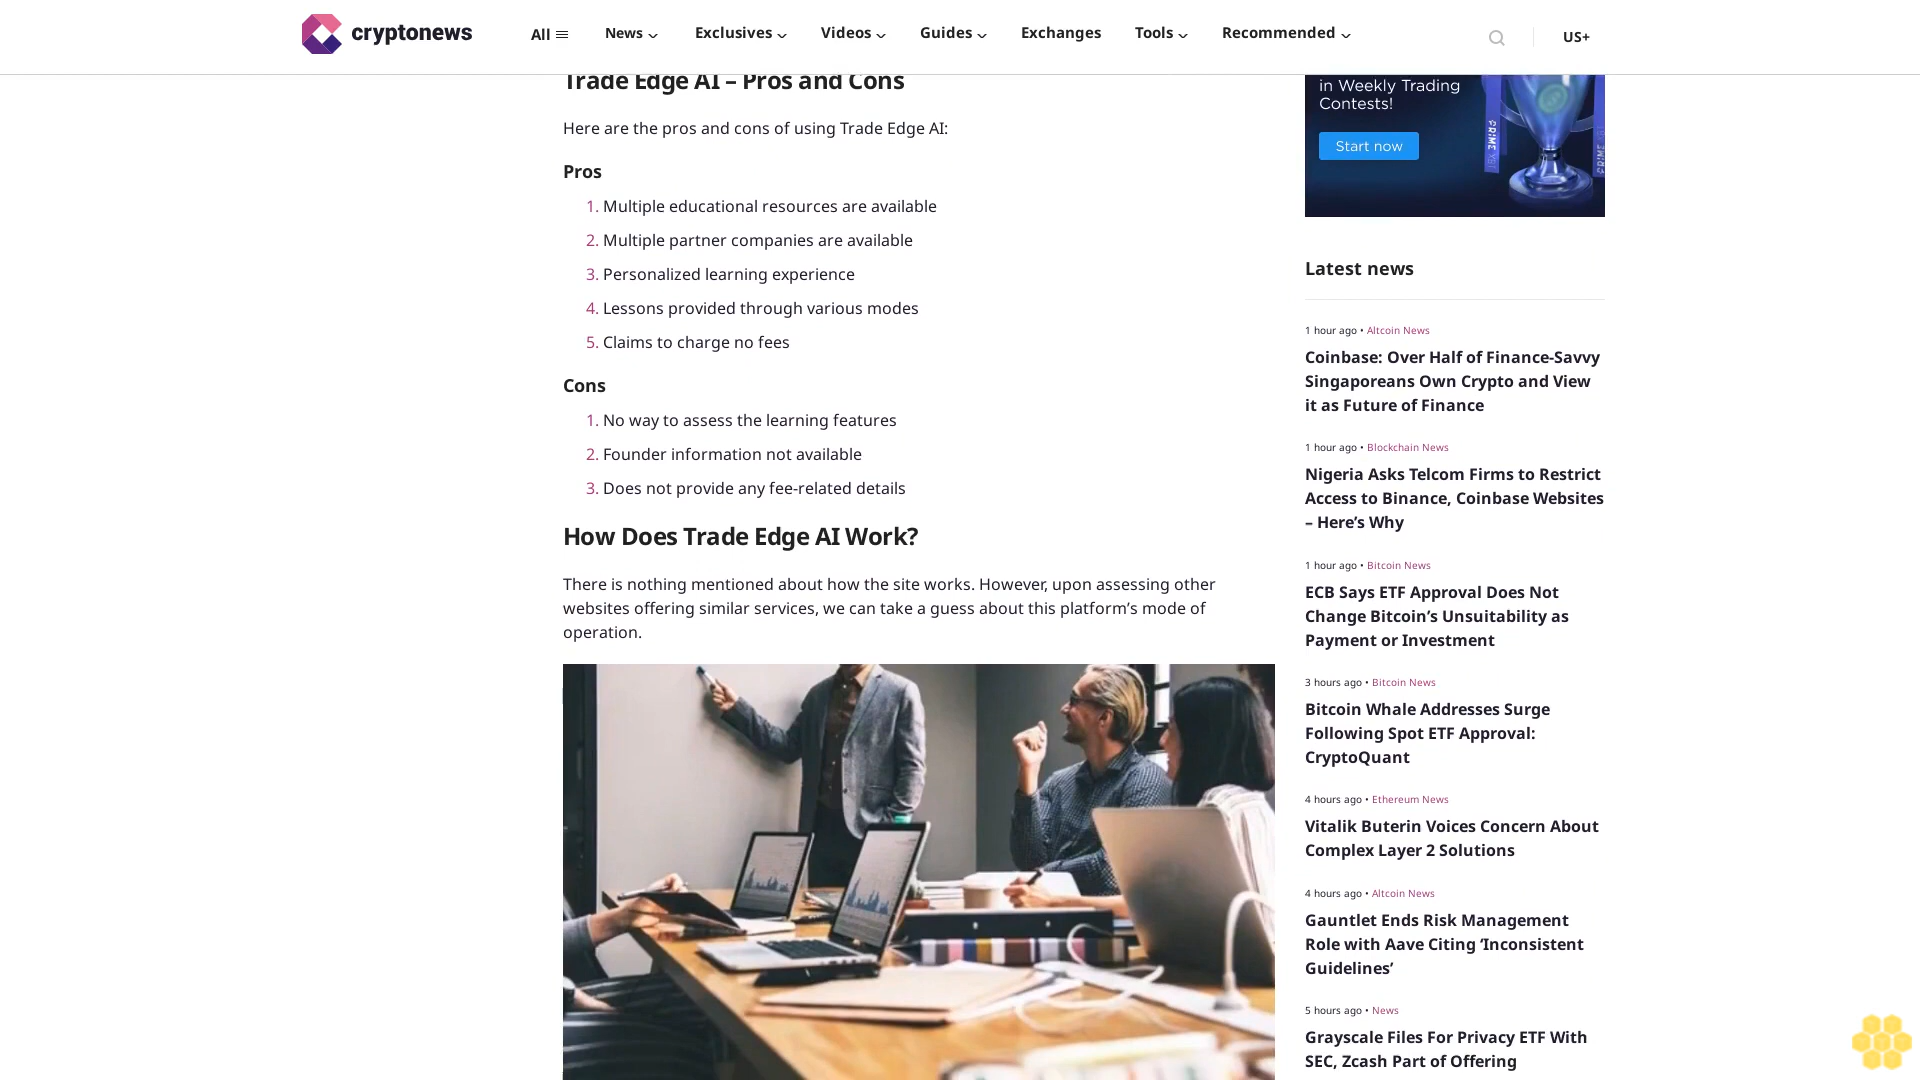 cryptonews
All
News
Exclusives
Videos
Guides
Exchanges
Tools
Recommended
US+
Trade Edge AI – Pros and Cons
Here are the pros and cons of using Trade Edge AI:
Pros
1. Multiple educational resources are available
2. Multiple partner companies are available
3. Personalized learning experience
4. Lessons provided through various modes
5. Claims to charge no fees
Cons
1. No way to assess the learning features
2. Founder information not available
3. Does not provide any fee-related details
How Does Trade Edge AI Work?
There is nothing mentioned about how the site works. However, upon assessing other
websites offering similar services, we can take a guess about this platform’s mode of
operation.
in Weekly Trading
Contests!
Start now
PRIME
Latest news
1 hour ago • Altcoin News
Coinbase: Over Half of Finance-Savvy
Singaporeans Own Crypto and View
it as Future of Finance
1 hour ago • Blockchain News
Nigeria Asks Telcom Firms to Restrict
Access to Binance, Coinbase Websites
– Here’s Why
1 hour ago • Bitcoin News
ECB Says ETF Approval Does Not
Change Bitcoin’s Unsuitability as
Payment or Investment
3 hours ago • Bitcoin News
Bitcoin Whale Addresses Surge
Following Spot ETF Approval:
CryptoQuant
4 hours ago • Ethereum News
Vitalik Buterin Voices Concern About
Complex Layer 2 Solutions
4 hours ago • Altcoin News
Gauntlet Ends Risk Management
Role with Aave Citing ‘Inconsistent
Guidelines’
5 hours ago • News
Grayscale Files For Privacy ETF With
SEC, Zcash Part of Offering